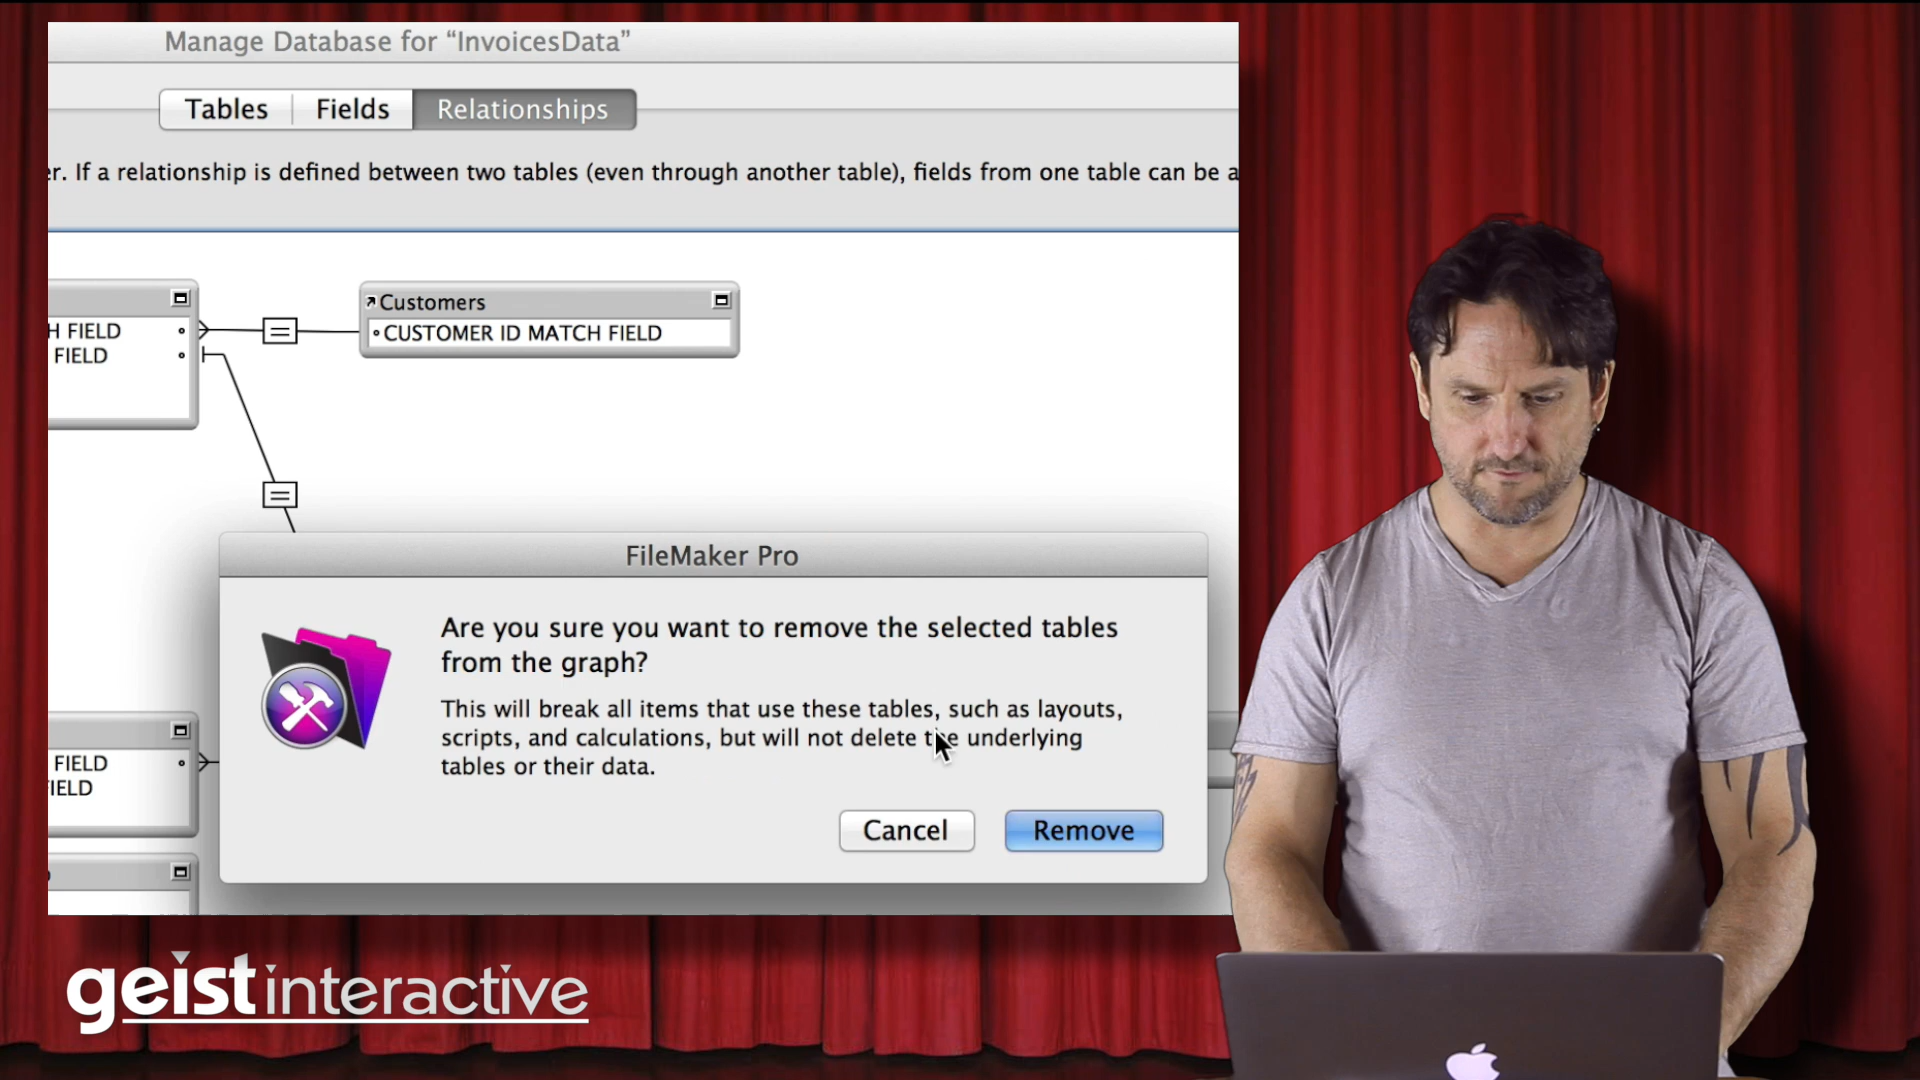 Manage Database for “InvoicesData”
Tables Fields Relationships
er. If a relationship is defined between two tables (even through another table), fields from one table can be a
Customers
H FIELD
CUSTOMER ID MATCH FIELD
FIELD
FileMaker Pro
Are you sure you want to remove the selected tables
from the graph?
This will break all items that use these tables, such as layouts,
scripts, and calculations, but will not delete the underlying
tables or their data.
FIELD
IELD
Cancel Remove
geistinteractive